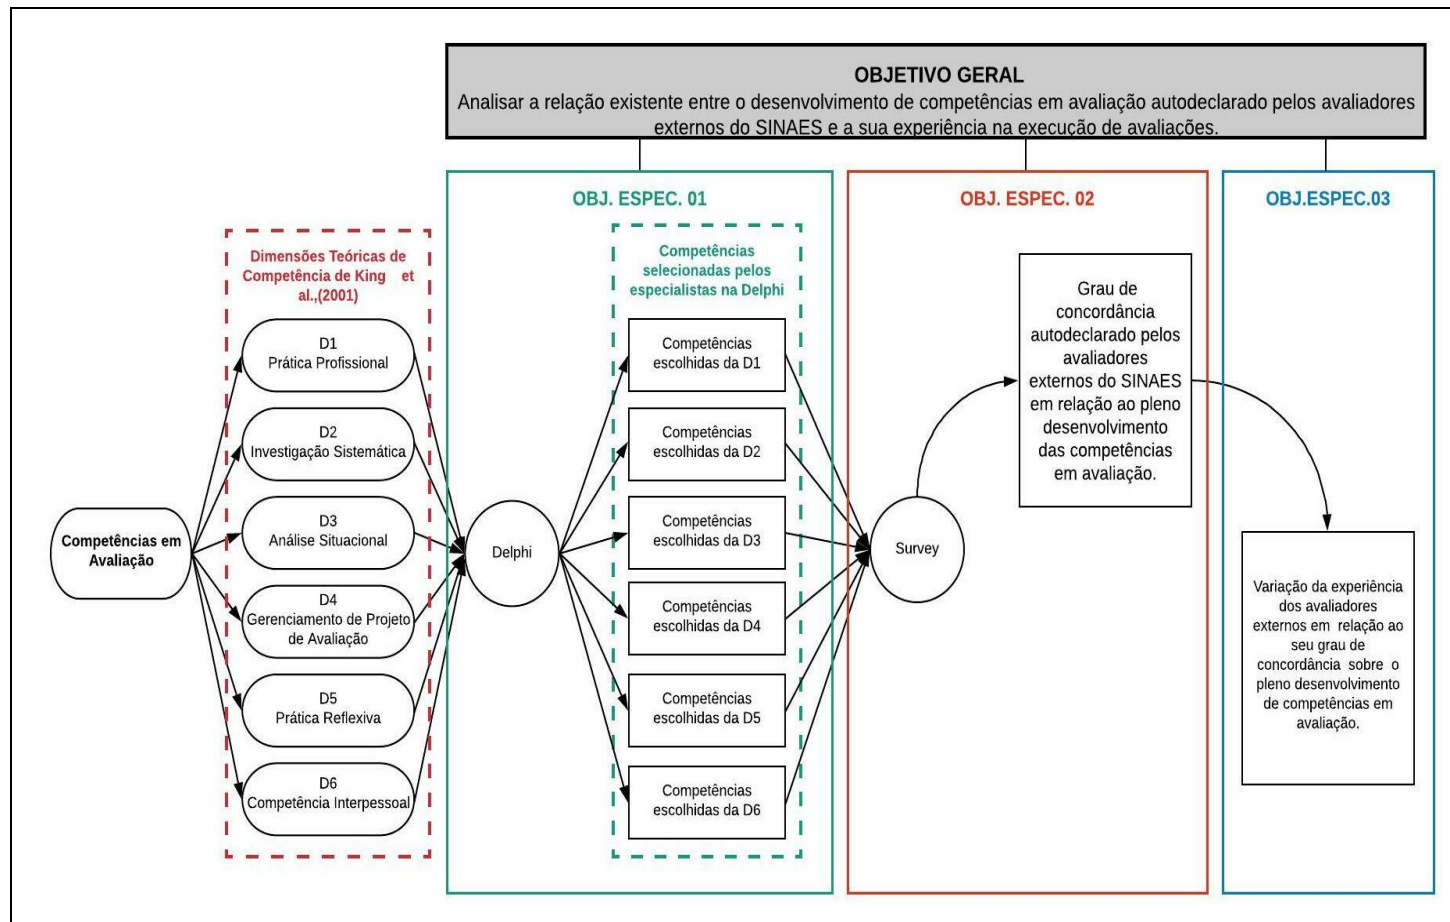 OBJETIVO GERAL
Analisar a relação existente entre o desenvolvimento de competências em avaliação autodeclarado pelos avaliadores
externos do SINAES e a sua experiência na execução de avaliações.
OBJ. ESPEC. 01
OBJ. ESPEC. 02
OBJ.ESPEC.03
Competências em
Avaliação
Dimensões Teóricas de
Competência de King et
al.,(2001)
D1
Prática Profissional
D2
Investigação Sistemática
D3
Análise Situacional
D4
Gerenciamento de Projeto
de Avaliação
D5
Prática Reflexiva
D6
Competência Interpessoal
Delphi
Competências
selecionadas pelos
especialistas na Delphi
Competências
escolhidas da D1
Competências
escolhidas da D2
Competências
escolhidas da D3
Competências
escolhidas da D4
Competências
escolhidas da D5
Competências
escolhidas da D6
Survey
Grau de
concordância
autodeclarado pelos
avaliadores
externos do SINAES
em relação ao pleno
desenvolvimento
das competências
em avaliação.
Variação da experiência
dos avaliadores
externos em relação ao
seu grau de
concordância sobre o
pleno desenvolvimento
de competências em
avaliação.